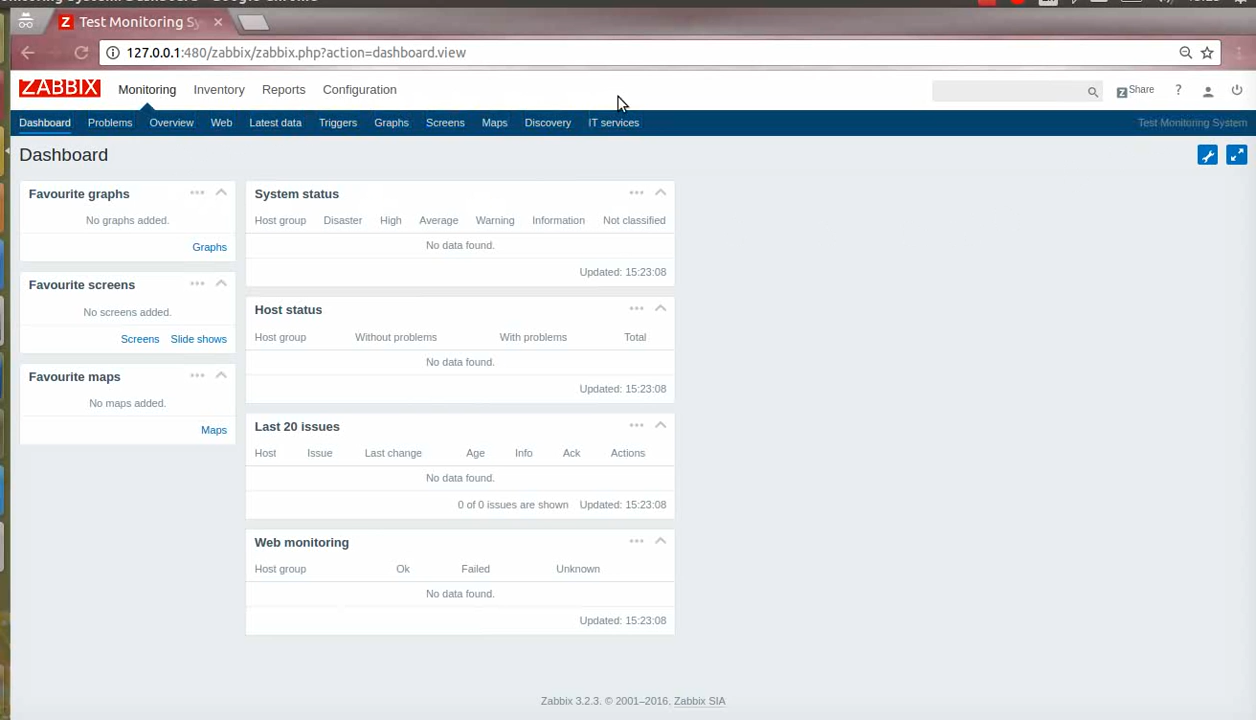 Test Monitoring Sy
127.0.0.1:480/zabbix/zabbix.php?action=dashboard.view
ZABBIX Monitoring Inventory Reports Configuration Z Share ?
Dashboard Problems Overview Web Latest data Triggers Graphs Screens Maps Discovery IT services Test Monitoring System
Dashboard
Favourite graphs
No graphs added.
Graphs
Favourite screens
No screens added.
Screens Slide shows
Favourite maps
No maps added.
Maps
System status
Host group Disaster High Average Warning Information Not classified
No data found.
Updated: 15:23:08
Host status
Host group Without problems With problems Total
No data found.
Updated: 15:23:08
Last 20 issues
Host Issue Last change Age Info Ack Actions
No data found.
0 of 0 issues are shown Updated: 15:23:08
Web monitoring
Host group Ok Failed Unknown
No data found.
Updated: 15:23:08
Zabbix 3.2.3. © 2001–2016, Zabbix SIA